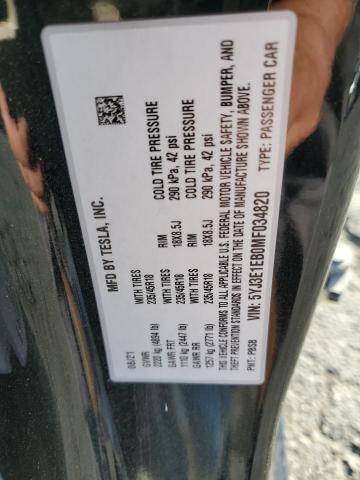 MFD BY TESLA, INC.
08/21
GVWR
2220 kg (4894 lb)
GAWR FRT
1110 kg (2447 lb)
GAWR RR
1257 kg (2771 lb)
WITH TIRES
235/45R18
WITH TIRES
235/45R18
RIM
18X8.5J
RIM
18X8.5J
COLD TIRE PRESSURE
290 kPa, 42 psi
COLD TIRE PRESSURE
290 kPa, 42 psi
THIS VEHICLE CONFORMS TO ALL APPLICABLE U.S. FEDERAL MOTOR VEHICLE SAFETY, BUMPER, AND
THEFT PREVENTION STANDARDS IN EFFECT ON THE DATE OF MANUFACTURE SHOWN ABOVE.
PMT: PBSB VIN: 5YJ3E1EB0MF034820 TYPE: PASSENGER CAR